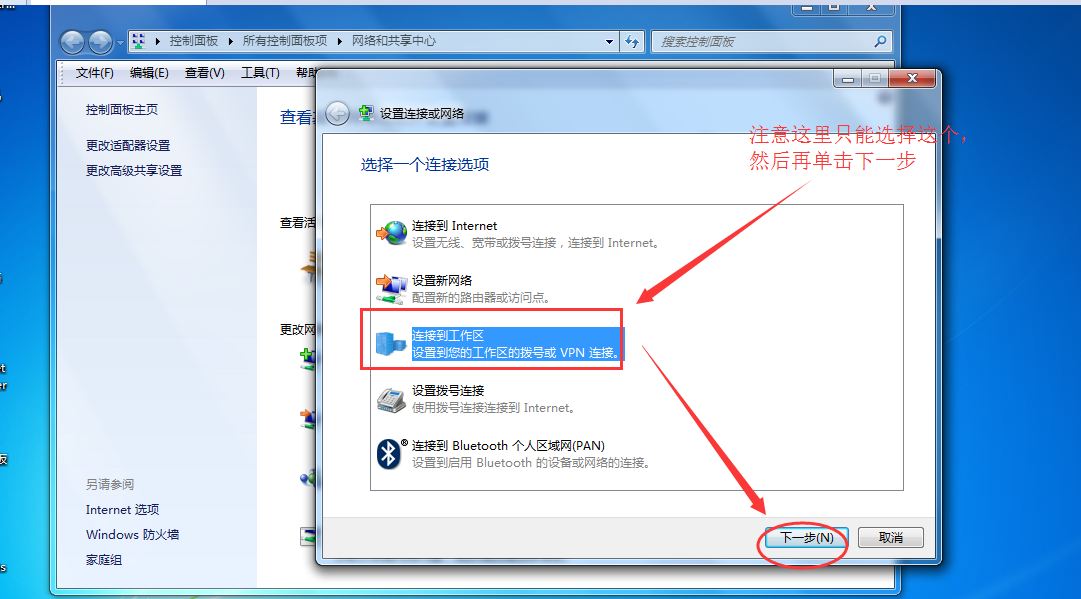 控制面板 ▸ 所有控制面板项 ▸ 网络和共享中心
搜索控制面板
文件(F) 编辑(E) 查看(V) 工具(T) 帮助
控制面板主页
更改适配器设置
更改高级共享设置
另请参阅
Internet 选项
Windows 防火墙
家庭组
查看
查看活
更改网
设置连接或网络
注意这里只能选择这个，
然后再单击下一步
选择一个连接选项
连接到 Internet
设置无线、宽带或拨号连接，连接到 Internet。
设置新网络
配置新的路由器或访问点。
连接到工作区
设置到您的工作区的拨号或 VPN 连接。
设置拨号连接
使用拨号连接连接到 Internet。
连接到 Bluetooth 个人区域网(PAN)
设置到启用 Bluetooth 的设备或网络的连接。
下一步(N)
取消